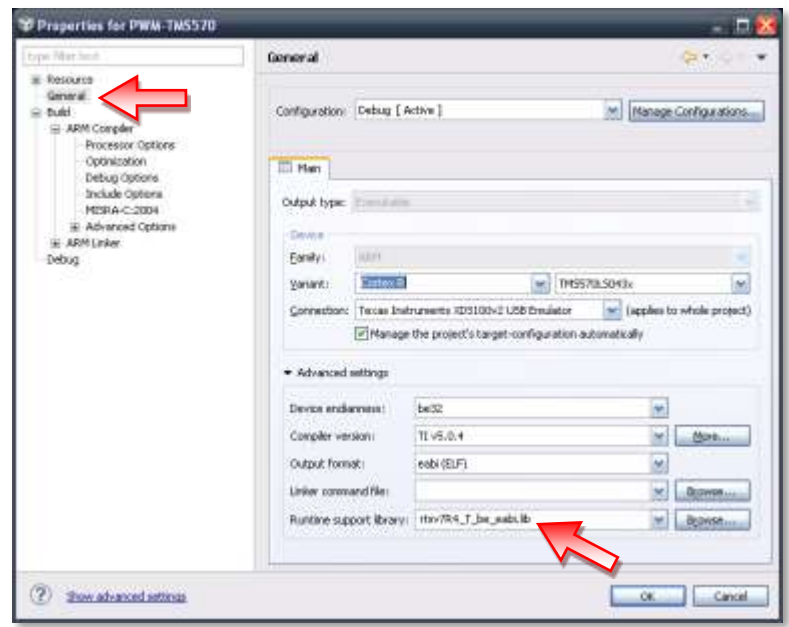 Properties for PWM-TMS570
type filter text
General
Resource
General
Build
ARM Compiler
Processor Options
Optimization
Debug Options
Include Options
MISRA-C:2004
Advanced Options
ARM Linker
Debug
Configuration: Debug [ Active ] Manage Configurations...
Main
Output type: Executable
Device
Family: ARM
Variant: Cortex R TMS570LS043x
Connection: Texas Instruments XDS100v2 USB Emulator (applies to whole project)
Manage the project's target-configuration automatically
Advanced settings
Device endianness: be32
Compiler version: TI v5.0.4 More...
Output format: eabi (ELF)
Linker command file: Browse...
Runtime support library: rtsv7R4_T_be_eabi.lib Browse...
? Show advanced settings OK Cancel